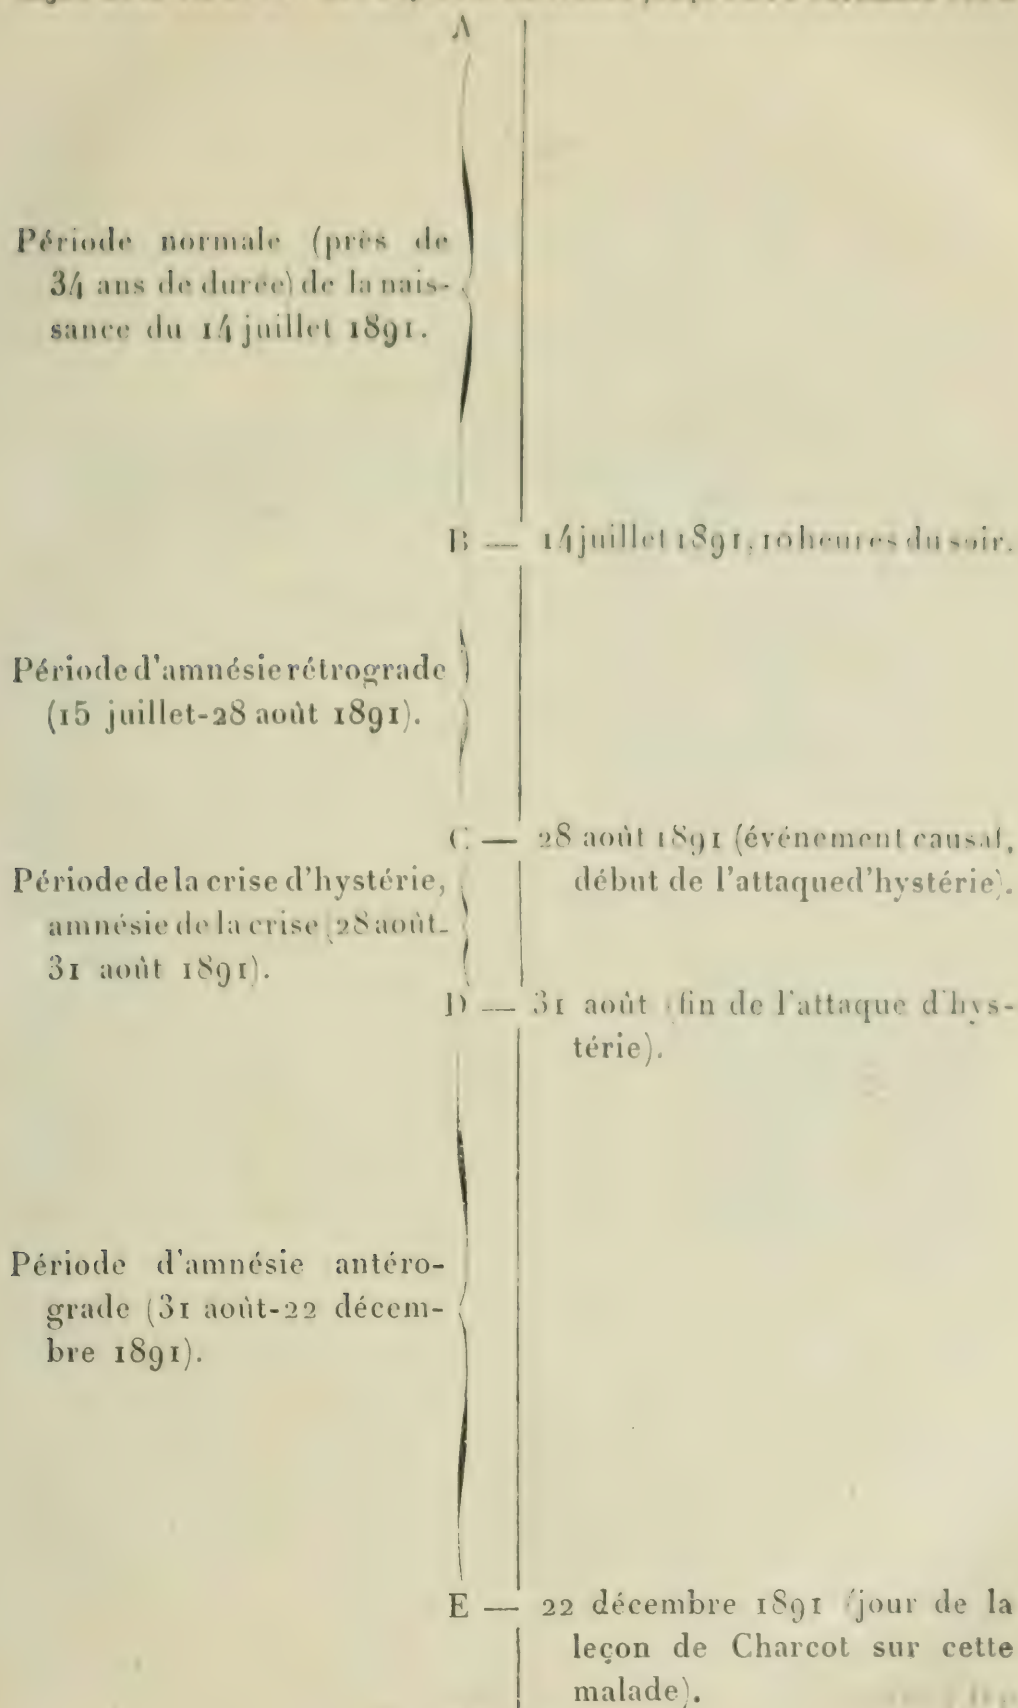 A
Période normale (près de
34 ans de durée) de la nais-
sance du 14 juillet 1891.
B — 14 juillet 1891, 10 heures du soir.
Période d'amnésie rétrograde
(15 juillet-28 août 1891).
C — 28 août 1891 (événement causal,
début de l'attaque d'hystérie).
Période de la crise d'hystérie,
amnésie de la crise (28 août-
31 août 1891).
D — 31 août (fin de l'attaque d'hys-
térie).
Période d'amnésie antéro-
grade (31 août-22 décem-
bre 1891).
E — 22 décembre 1891 (jour de la
leçon de Charcot sur cette
malade).